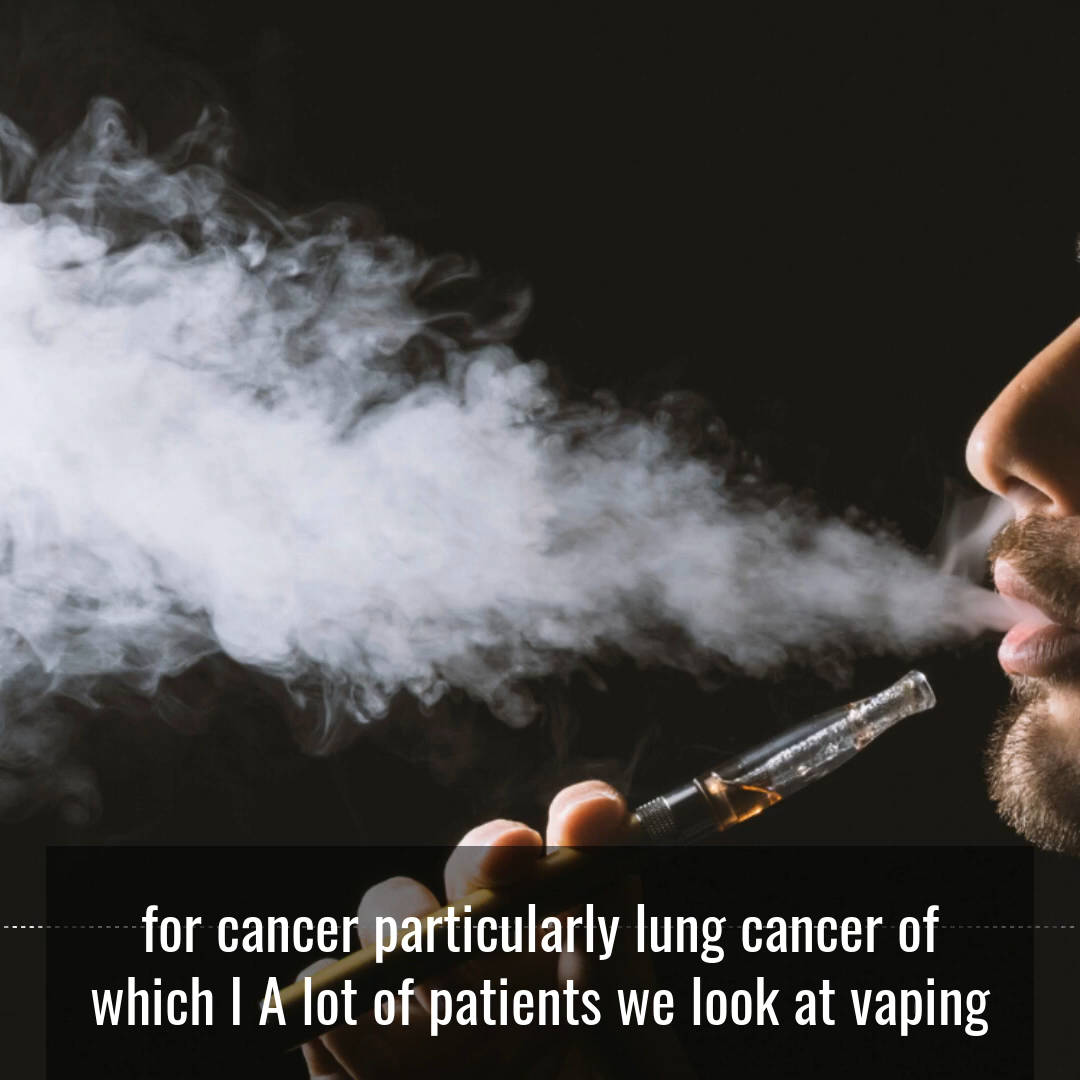 for cancer particularly lung cancer of
which I A lot of patients we look at vaping